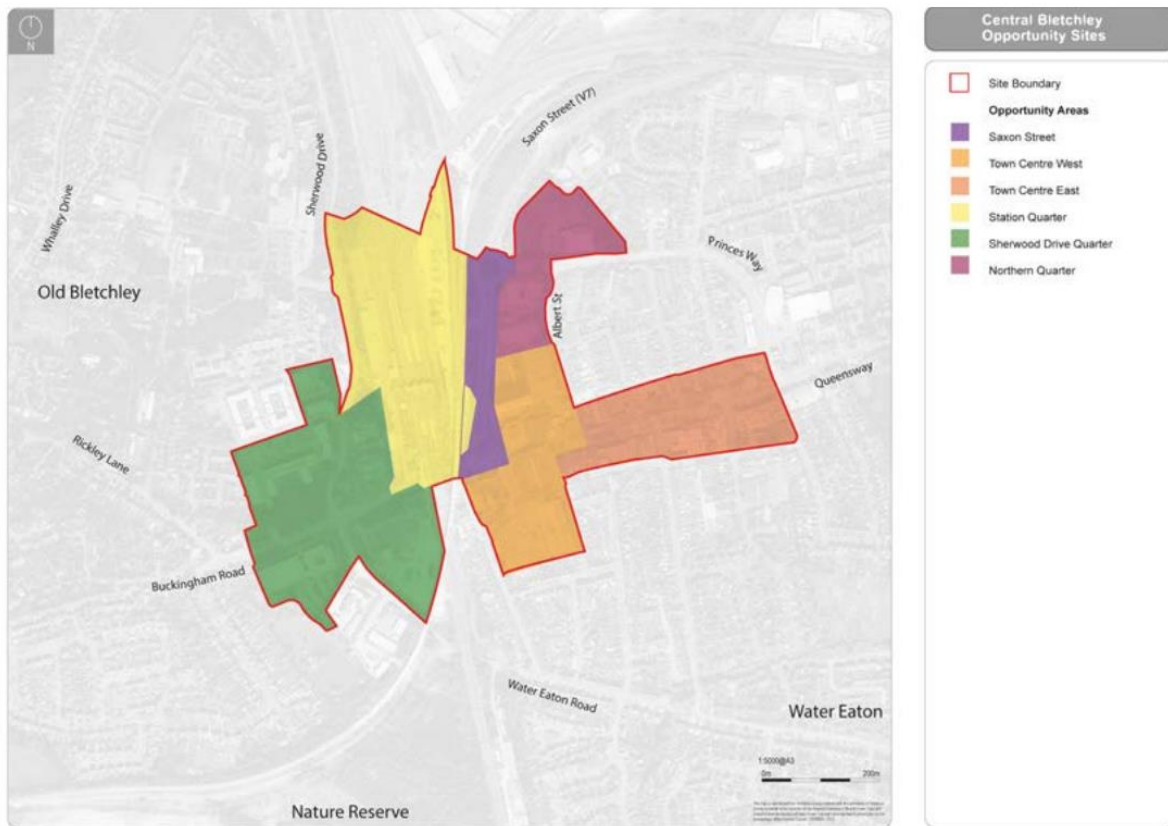 N
Central Bletchley
Opportunity Sites
Site Boundary
Opportunity Areas
Saxon Street
Town Centre West
Town Centre East
Station Quarter
Sherwood Drive Quarter
Northern Quarter
Saxon Street (V7)
Sherwood Drive
Whalley Drive
Princes Way
Old Bletchley
Albert St
Queensway
Rickley Lane
Buckingham Road
Water Eaton Road
Water Eaton
1:5000@A3
0m 200m
Nature Reserve